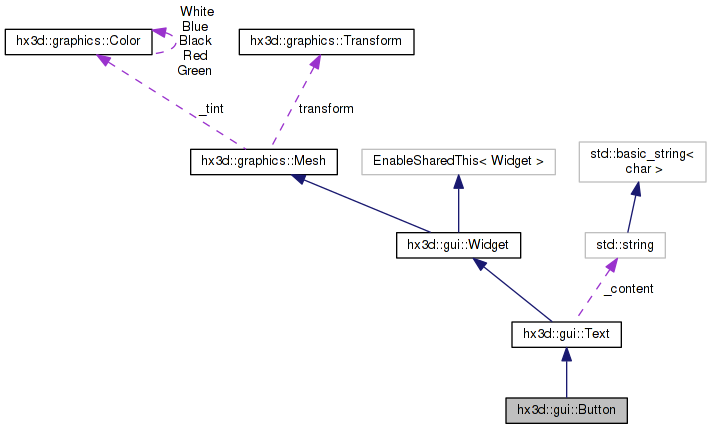 White
Blue
Black
Red
Green
hx3d::graphics::Color
hx3d::graphics::Transform
_tint
transform
hx3d::graphics::Mesh
EnableSharedThis< Widget >
std::basic_string<
char >
hx3d::gui::Widget
std::string
_content
hx3d::gui::Text
hx3d::gui::Button